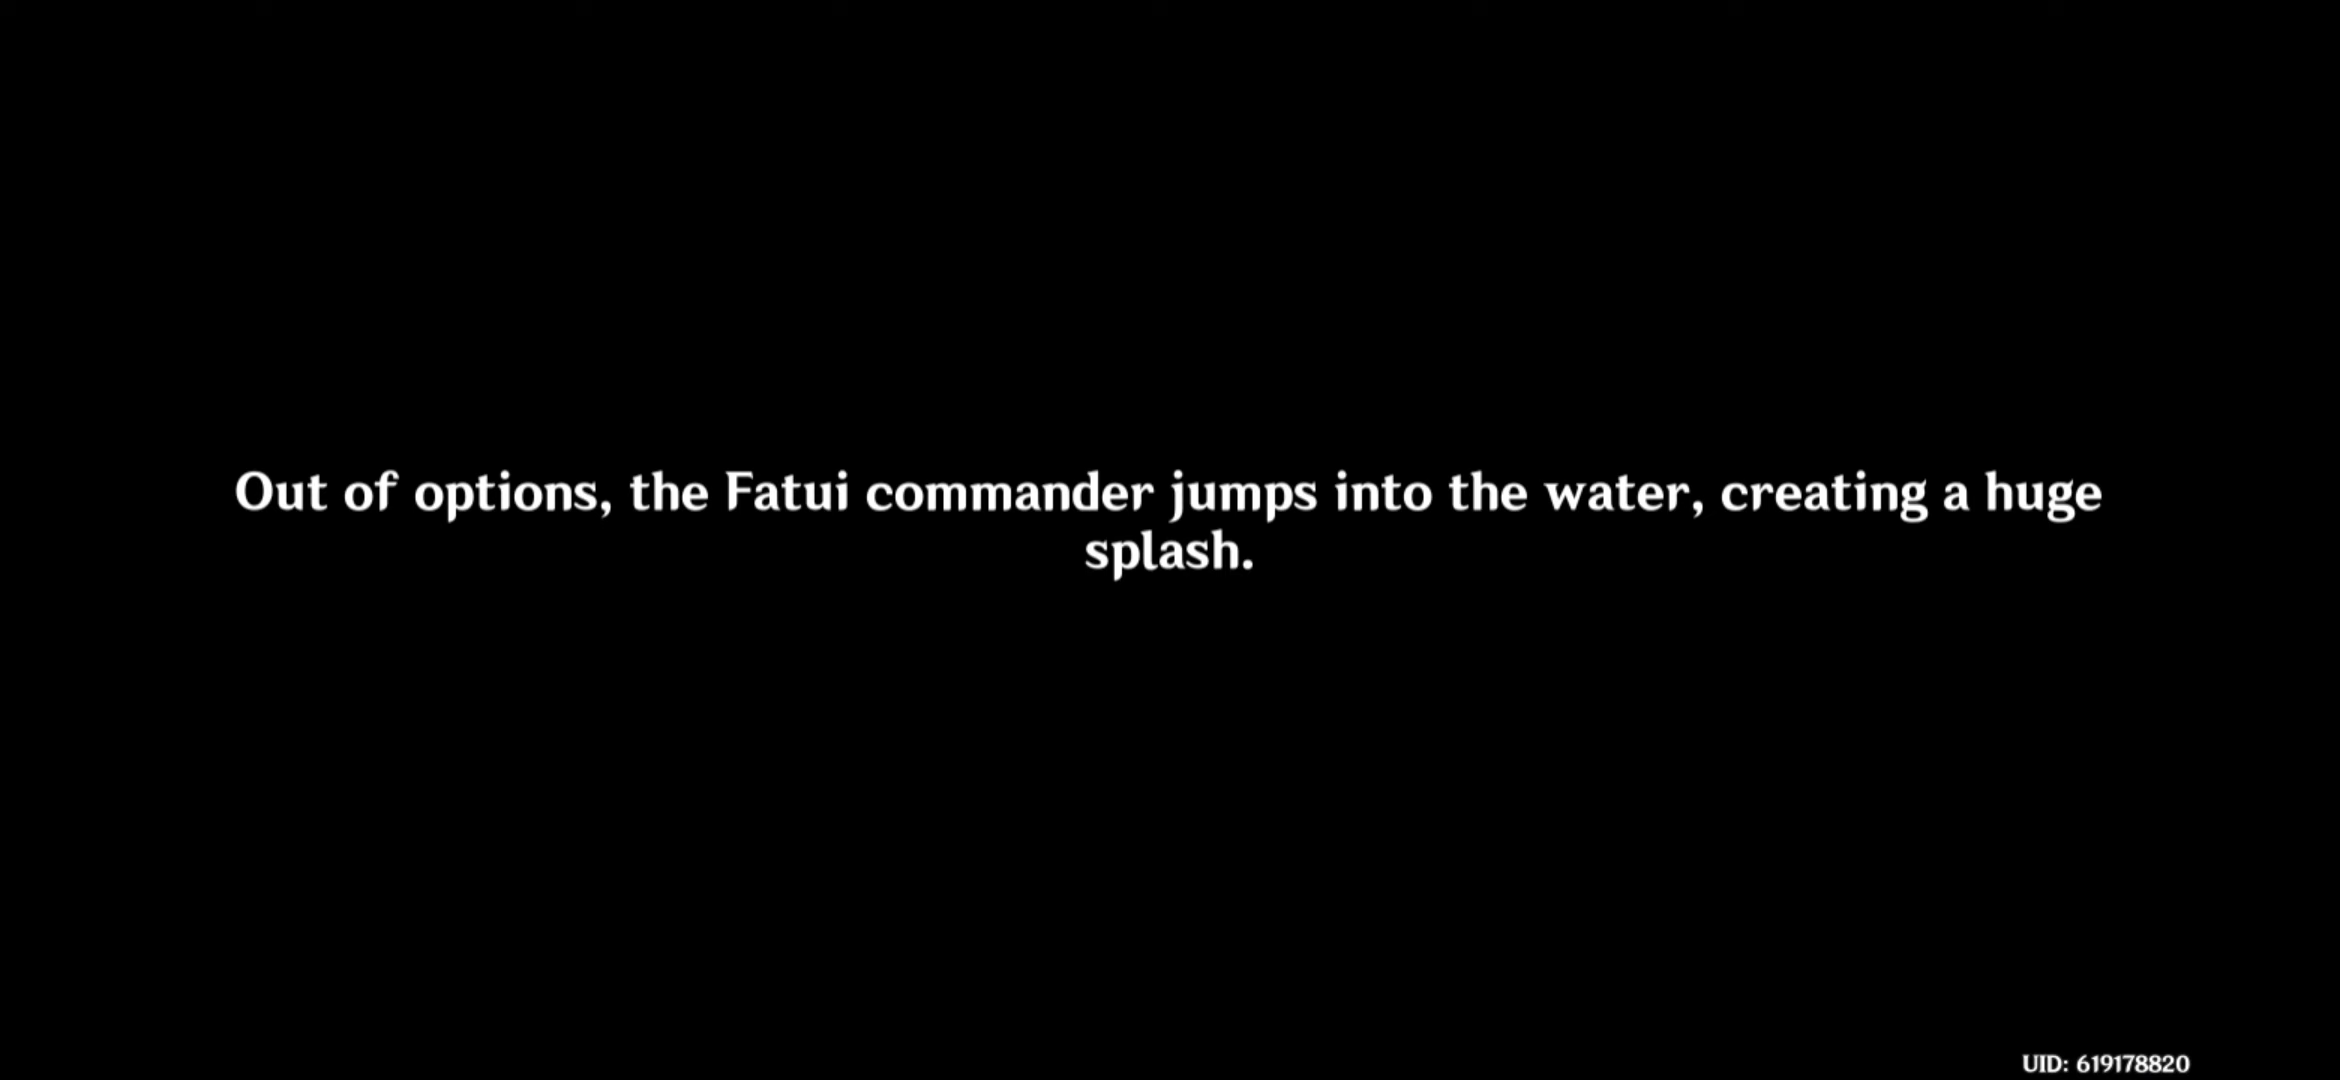 Out of options, the Fatui commander jumps into the water, creating a huge
splash.
UID: 619178820